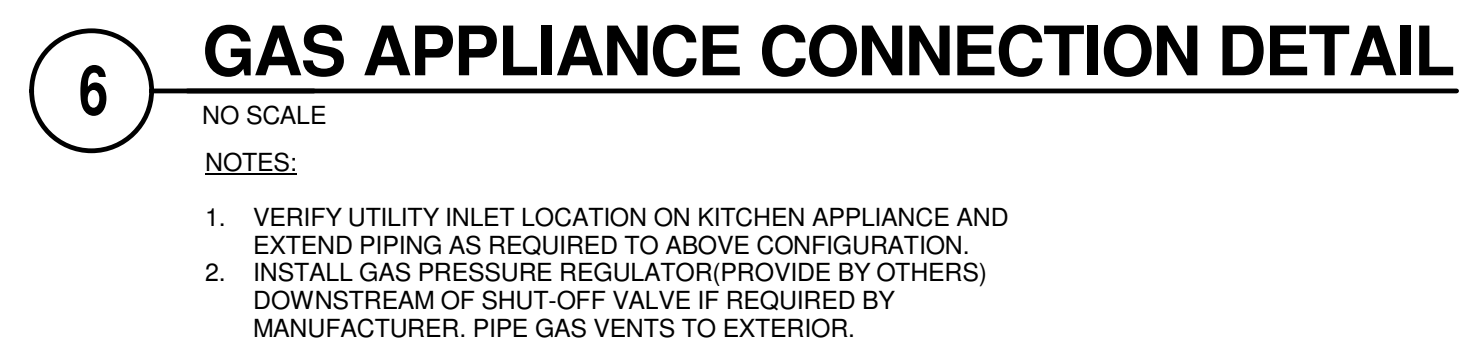 6
GAS APPLIANCE CONNECTION DETAIL
NO SCALE
NOTES:
1. VERIFY UTILITY INLET LOCATION ON KITCHEN APPLIANCE AND
EXTEND PIPING AS REQUIRED TO ABOVE CONFIGURATION.
2. INSTALL GAS PRESSURE REGULATOR(PROVIDE BY OTHERS)
DOWNSTREAM OF SHUT-OFF VALVE IF REQUIRED BY
MANUFACTURER. PIPE GAS VENTS TO EXTERIOR.